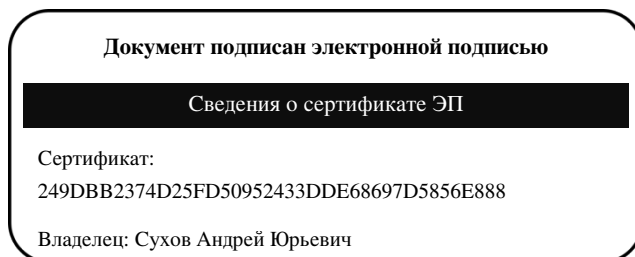 Документ подписан электронной подписью
Сведения о сертификате ЭП
Сертификат:
249DBB2374D25FD50952433DDE68697D5856E888
Владелец: Сухов Андрей Юрьевич